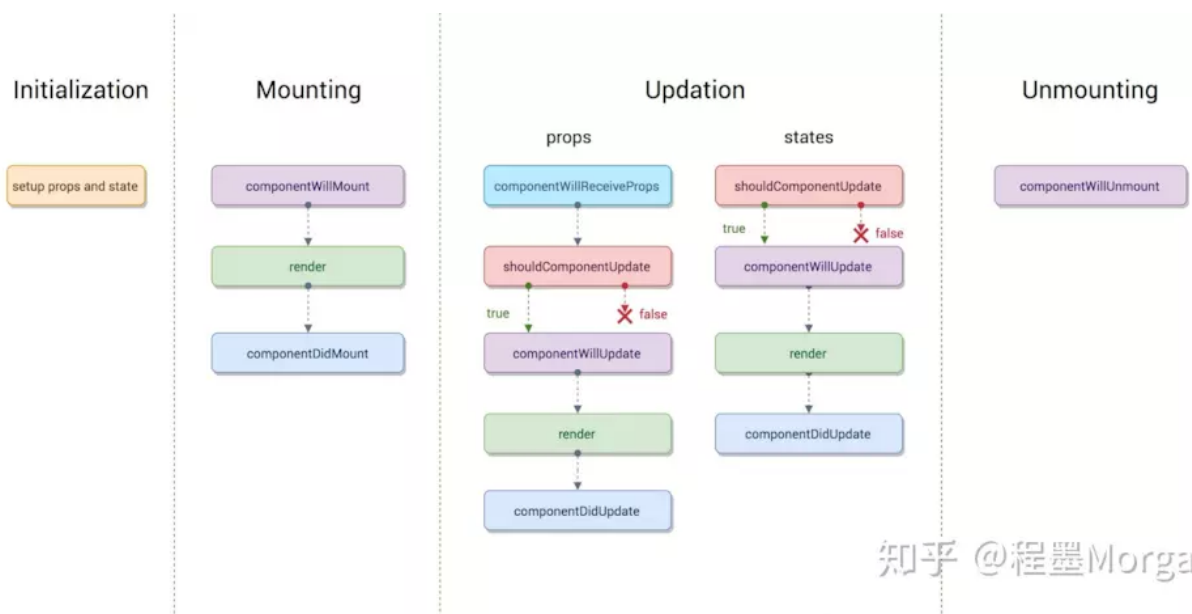 Initialization
Mounting
Updation
Unmounting
props
states
setup props and state
componentWillMount
render
componentDidMount
componentWillReceiveProps
shouldComponentUpdate
true
false
componentWillUpdate
render
componentDidUpdate
shouldComponentUpdate
true
false
componentWillUpdate
render
componentDidUpdate
componentWillUnmount
知乎 @程墨Morga